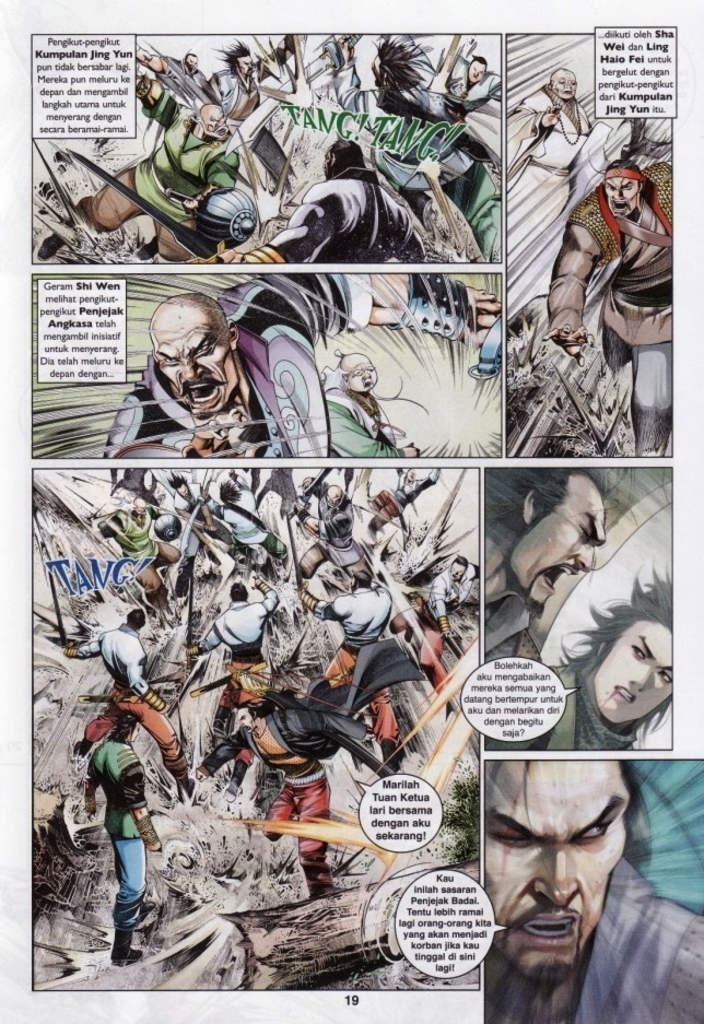 Pengikut-pengikut
Kumpulan Jing Yun
pun tidak bersabar lagi.
Mereka pun meluru ke
depan dan mengambil
langkah utama untuk
menyerang dengan
secara beramai-ramai.
TANG! TANG!
...diikuti oleh Sha
Wei dan Ling
Haio Fei untuk
bergelut dengan
pengikut-pengikut
dari Kumpulan
Jing Yun itu.
Geram Shi Wen
melihat pengikut-
pengikut Penjejak
Angkasa telah
mengambil inisiatif
untuk menyerang.
Dia telah meluru ke
depan dengan...
TANG!
Bolehkah
aku mengabaikan
mereka semua yang
datang bertempur demi
aku dan melarikan diri
dengan begitu
saja?
Marilah
Tuan Ketua
lari bersama
dengan aku
sekarang!
Kau
inilah sasaran
Penjejak Badai.
Tentu lebih ramai
lagi orang-orang kita
yang akan menjadi
korban jika kau
tinggal di sini
lagi!
19